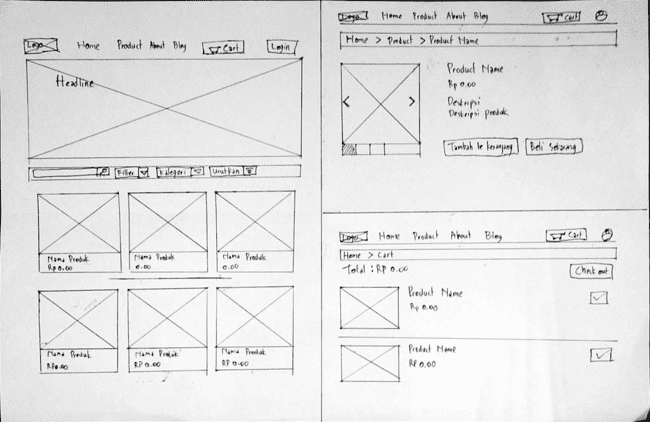 Logo Home Product About Blog Cart Login
Headline
Filter Kategori Urutkan
Nama Produk Nama Produk Nama Produk
Rp 0.00 0.00 0.00
Nama Produk Nama Produk Nama Produk
RP0.00 RP 0.00 RP 0.00
Logo Home Product About Blog Cart
Home > Product > Product Name
Product Name
Rp 0.00
Deskripsi
Deskripsi produk
Tambah ke keranjang Beli Sekarang
Logo Home Product About Blog Cart
Home > Cart
Total : RP 0.00 Check out
Product Name
Rp 0.00
Product Name
RP 0.00